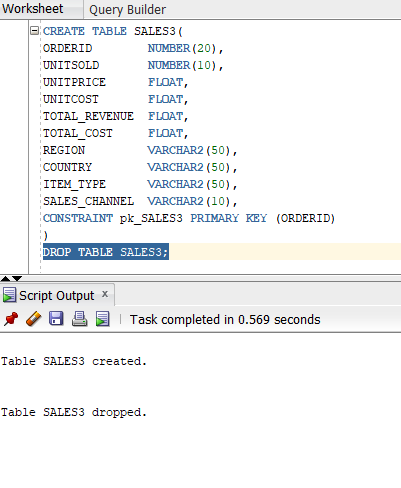 Worksheet Query Builder
CREATE TABLE SALES3(
ORDERID NUMBER(20),
UNITSOLD NUMBER(10),
UNITPRICE FLOAT,
UNITCOST FLOAT,
TOTAL_REVENUE FLOAT,
TOTAL_COST FLOAT,
REGION VARCHAR2(50),
COUNTRY VARCHAR2(50),
ITEM_TYPE VARCHAR2(50),
SALES_CHANNEL VARCHAR2(10),
CONSTRAINT pk_SALES3 PRIMARY KEY (ORDERID)
)
DROP TABLE SALES3;
Script Output x
Task completed in 0.569 seconds
Table SALES3 created.
Table SALES3 dropped.